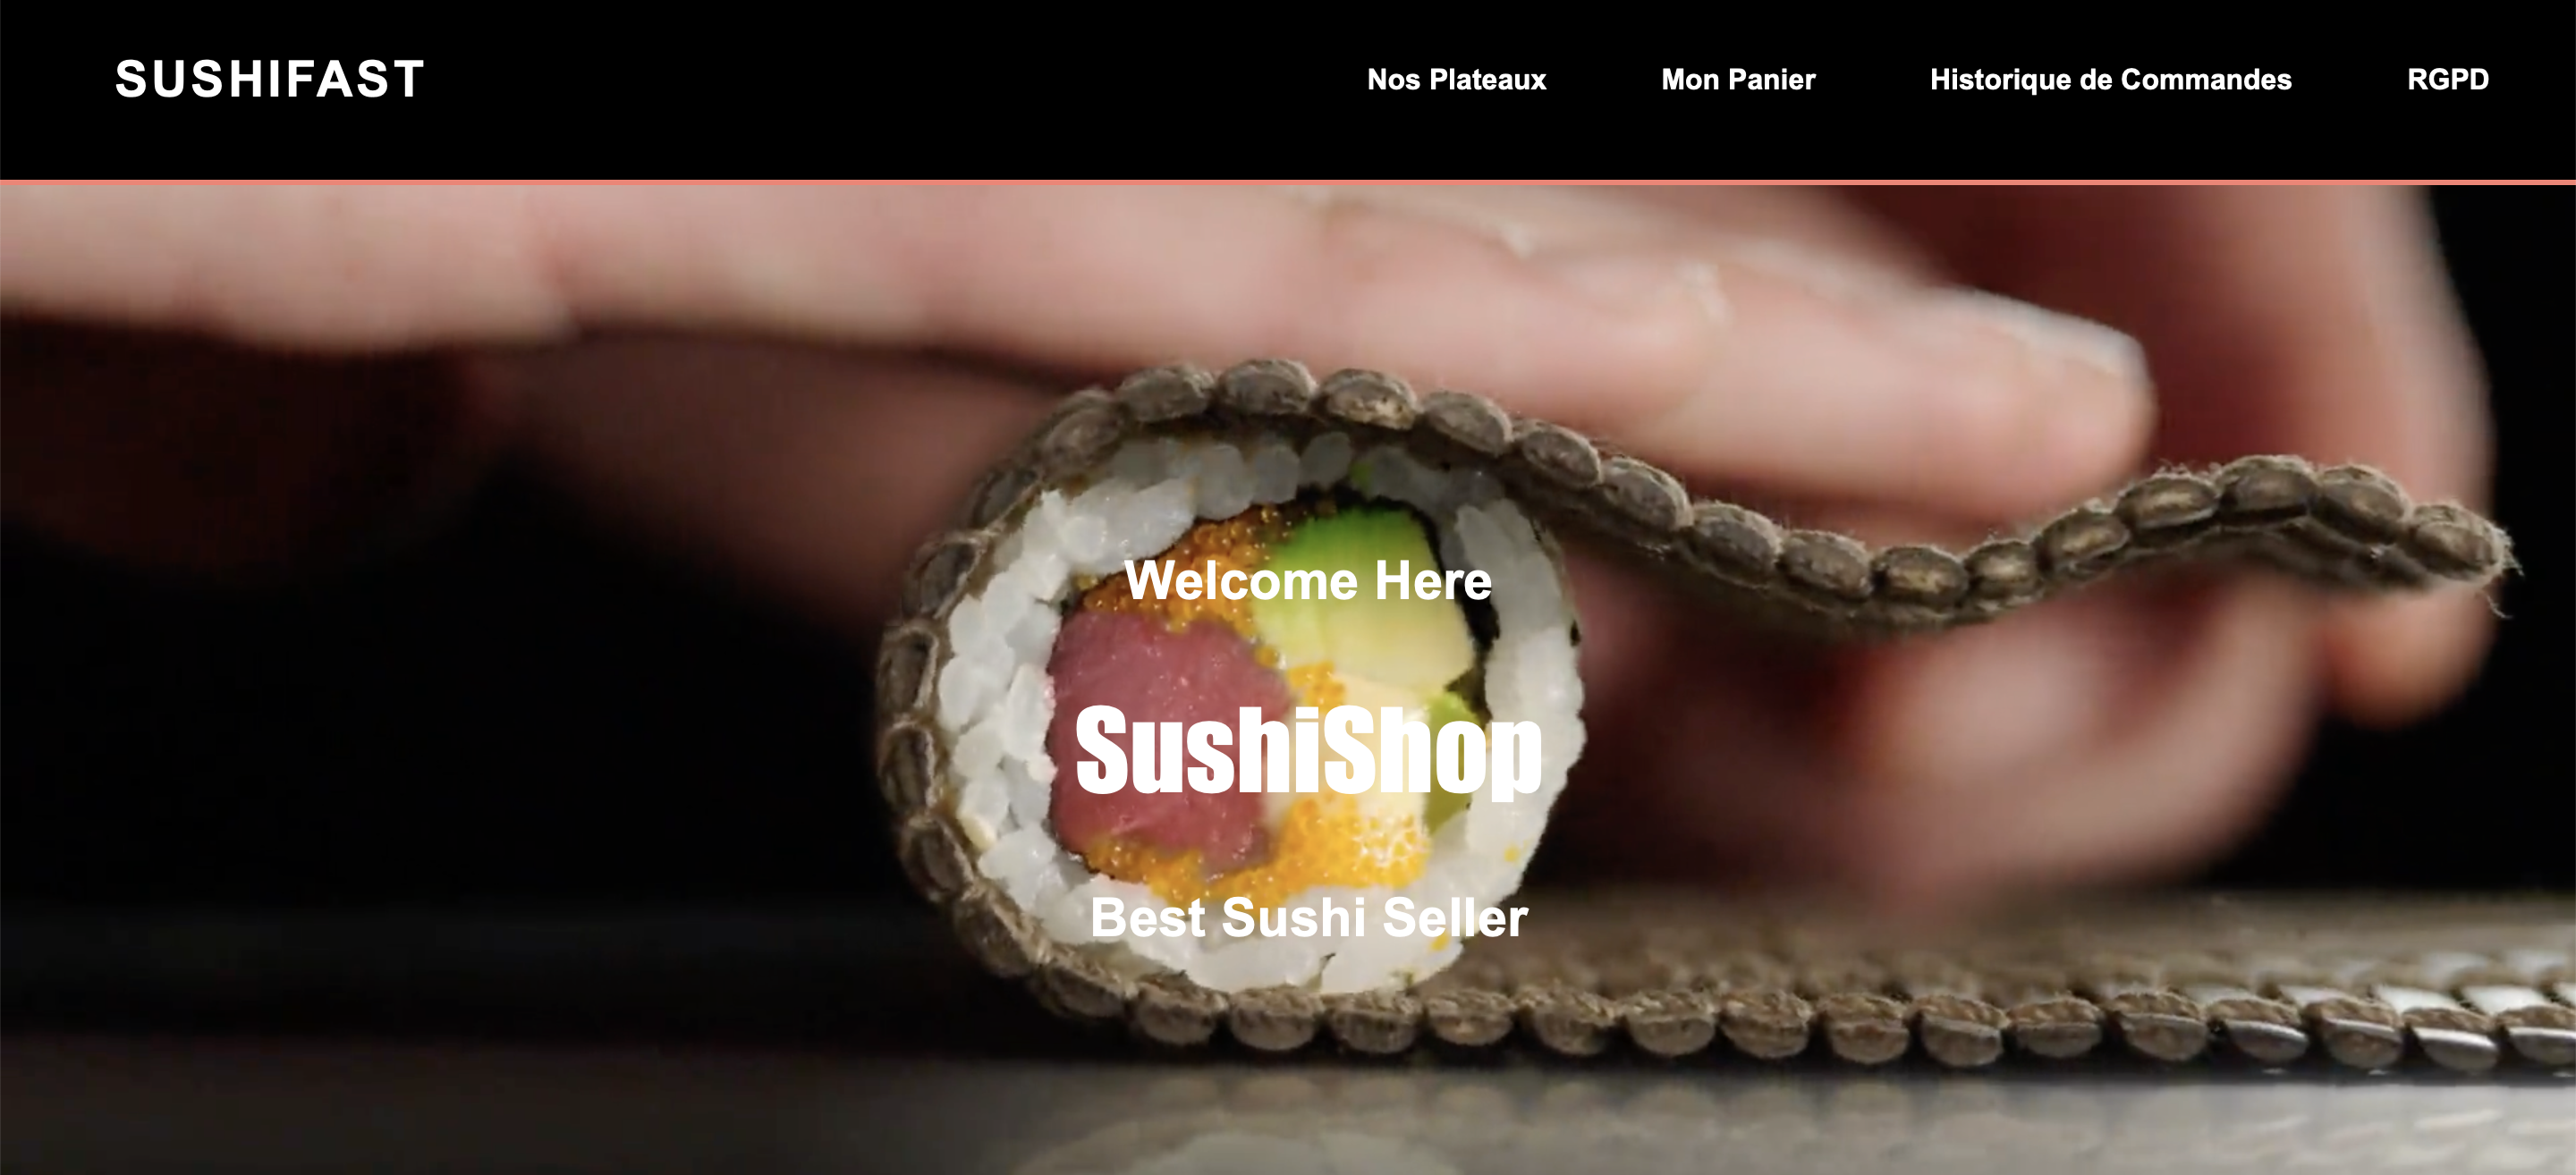 SUSHIFAST
Nos Plateaux Mon Panier Historique de Commandes RGPD
Welcome Here
SushiShop
Best Sushi Seller